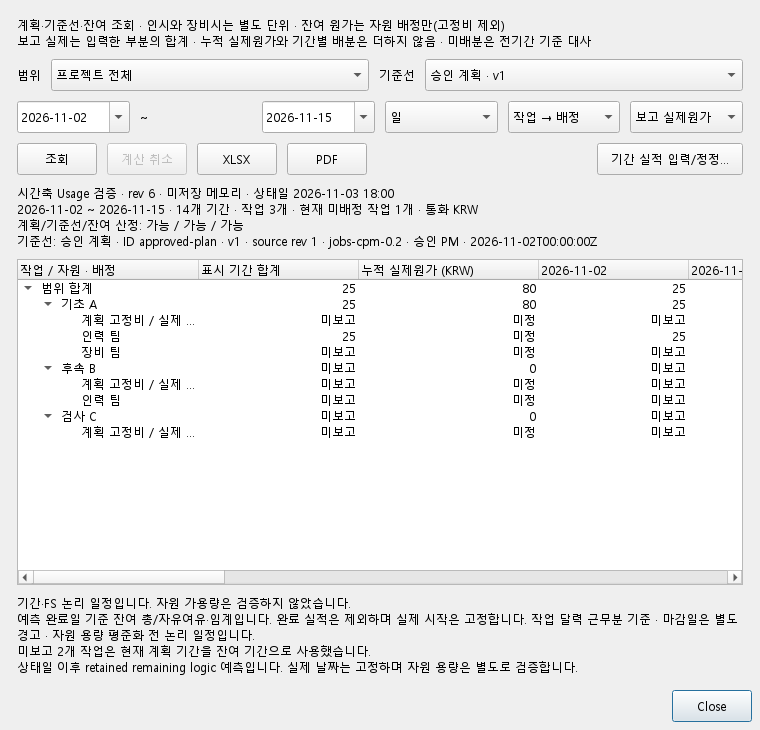 계획·기준선·잔여 조회 · 인시와 장비시는 별도 단위 · 잔여 원가는 자원 배정만(고정비 제외)
보고 실제는 입력한 부분의 합계 · 누적 실제원가와 기간별 배분은 더하지 않음 · 미배분은 전기간 기준 대사
범위 프로젝트 전체 기준선 승인 계획 · v1
2026-11-02 ~ 2026-11-15 일 작업 → 배정 보고 실제원가
조회 계산 취소 XLSX PDF 기간 실적 입력/정정...
시간축 Usage 검증 · rev 6 · 미저장 메모리 · 상태일 2026-11-03 18:00
2026-11-02 ~ 2026-11-15 · 14개 기간 · 작업 3개 · 현재 미배정 작업 1개 · 통화 KRW
계획/기준선/잔여 산정: 가능 / 가능 / 가능
기준선: 승인 계획 · ID approved-plan · v1 · source rev 1 · jobs-cpm-0.2 · 승인 PM · 2026-11-02T00:00:00Z
작업 / 자원 · 배정 표시 기간 합계 누적 실제원가 (KRW) 2026-11-02 2026-11-
범위 합계 25 80 25
기초 A 25 80 25
계획 고정비 / 실제 ... 미보고 미정 미보고
인력 팀 25 미정 25
장비 팀 미보고 미정 미보고
후속 B 미보고 0 미보고
계획 고정비 / 실제 ... 미보고 미정 미보고
인력 팀 미보고 미정 미보고
검사 C 미보고 0 미보고
계획 고정비 / 실제 ... 미보고 미정 미보고
기간·FS 논리 일정입니다. 자원 가용량은 검증하지 않았습니다.
예측 완료일 기준 잔여 총/자유여유·임계입니다. 완료 실적은 제외하며 실제 시작은 고정합니다. 작업 달력 근무분 기준 · 마감일은 별도
경고 · 자원 용량 평준화 전 논리 일정입니다.
미보고 2개 작업은 현재 계획 기간을 잔여 기간으로 사용했습니다.
상태일 이후 retained remaining logic 예측입니다. 실제 날짜는 고정하며 자원 용량은 별도로 검증합니다.
Close